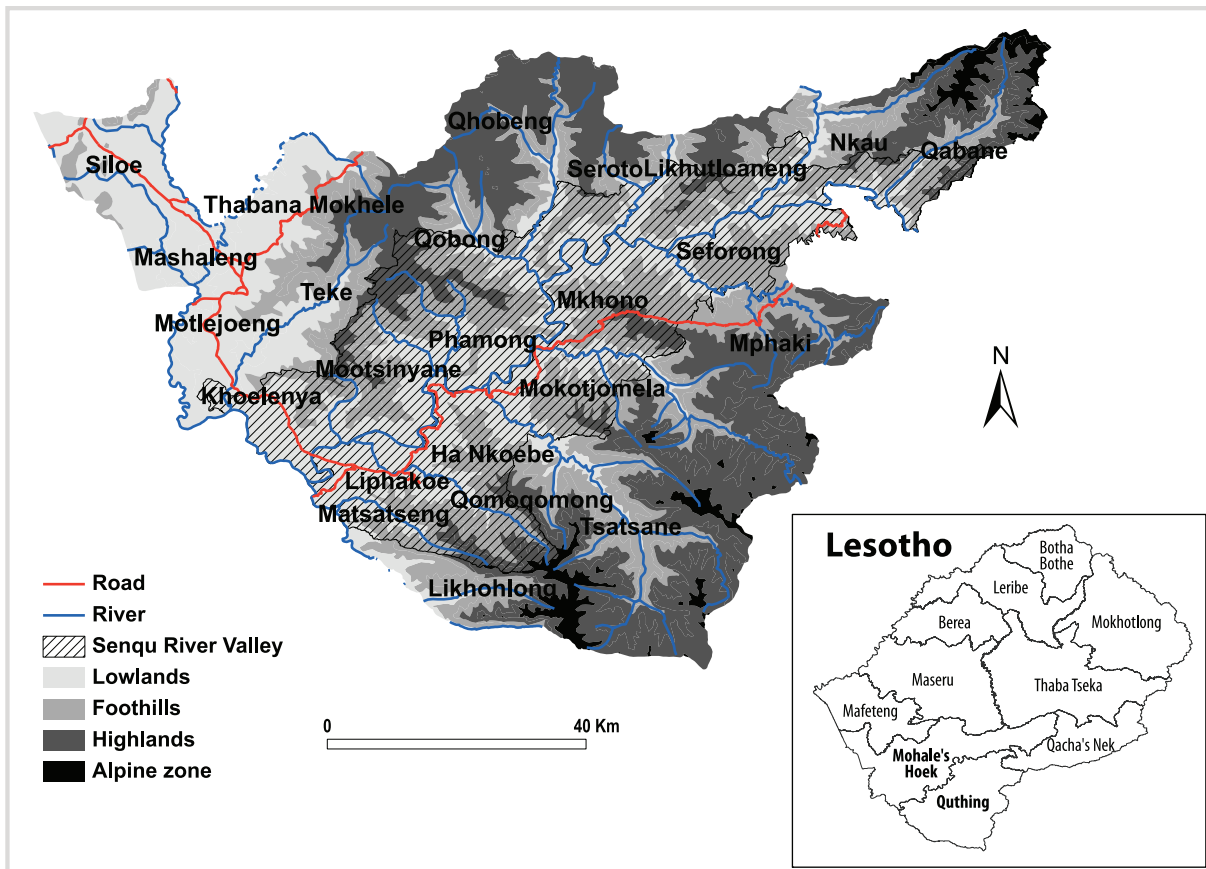 Qhobeng
Siloe
Seroto
Likhutloaneng
Nkau
Qabane
Thabana Mokhele
Qobong
Seforong
Mashaleng
Teke
Mkhono
Motlejoeng
Phamong
Mphaki
Mootsinyane
Mokotjomela
Khoelenya
Ha Nkoebe
Liphakoe
Qomoqomong
Matsatseng
Tsatsane
Likhohlong
N
Road
River
Senqu River Valley
Lowlands
Foothills
Highlands
Alpine zone
0
40 Km
Lesotho
Botha
Bothe
Leribe
Berea
Mokhotlong
Maseru
Thaba Tseka
Mafeteng
Qacha's Nek
Mohale's
Hoek
Quthing